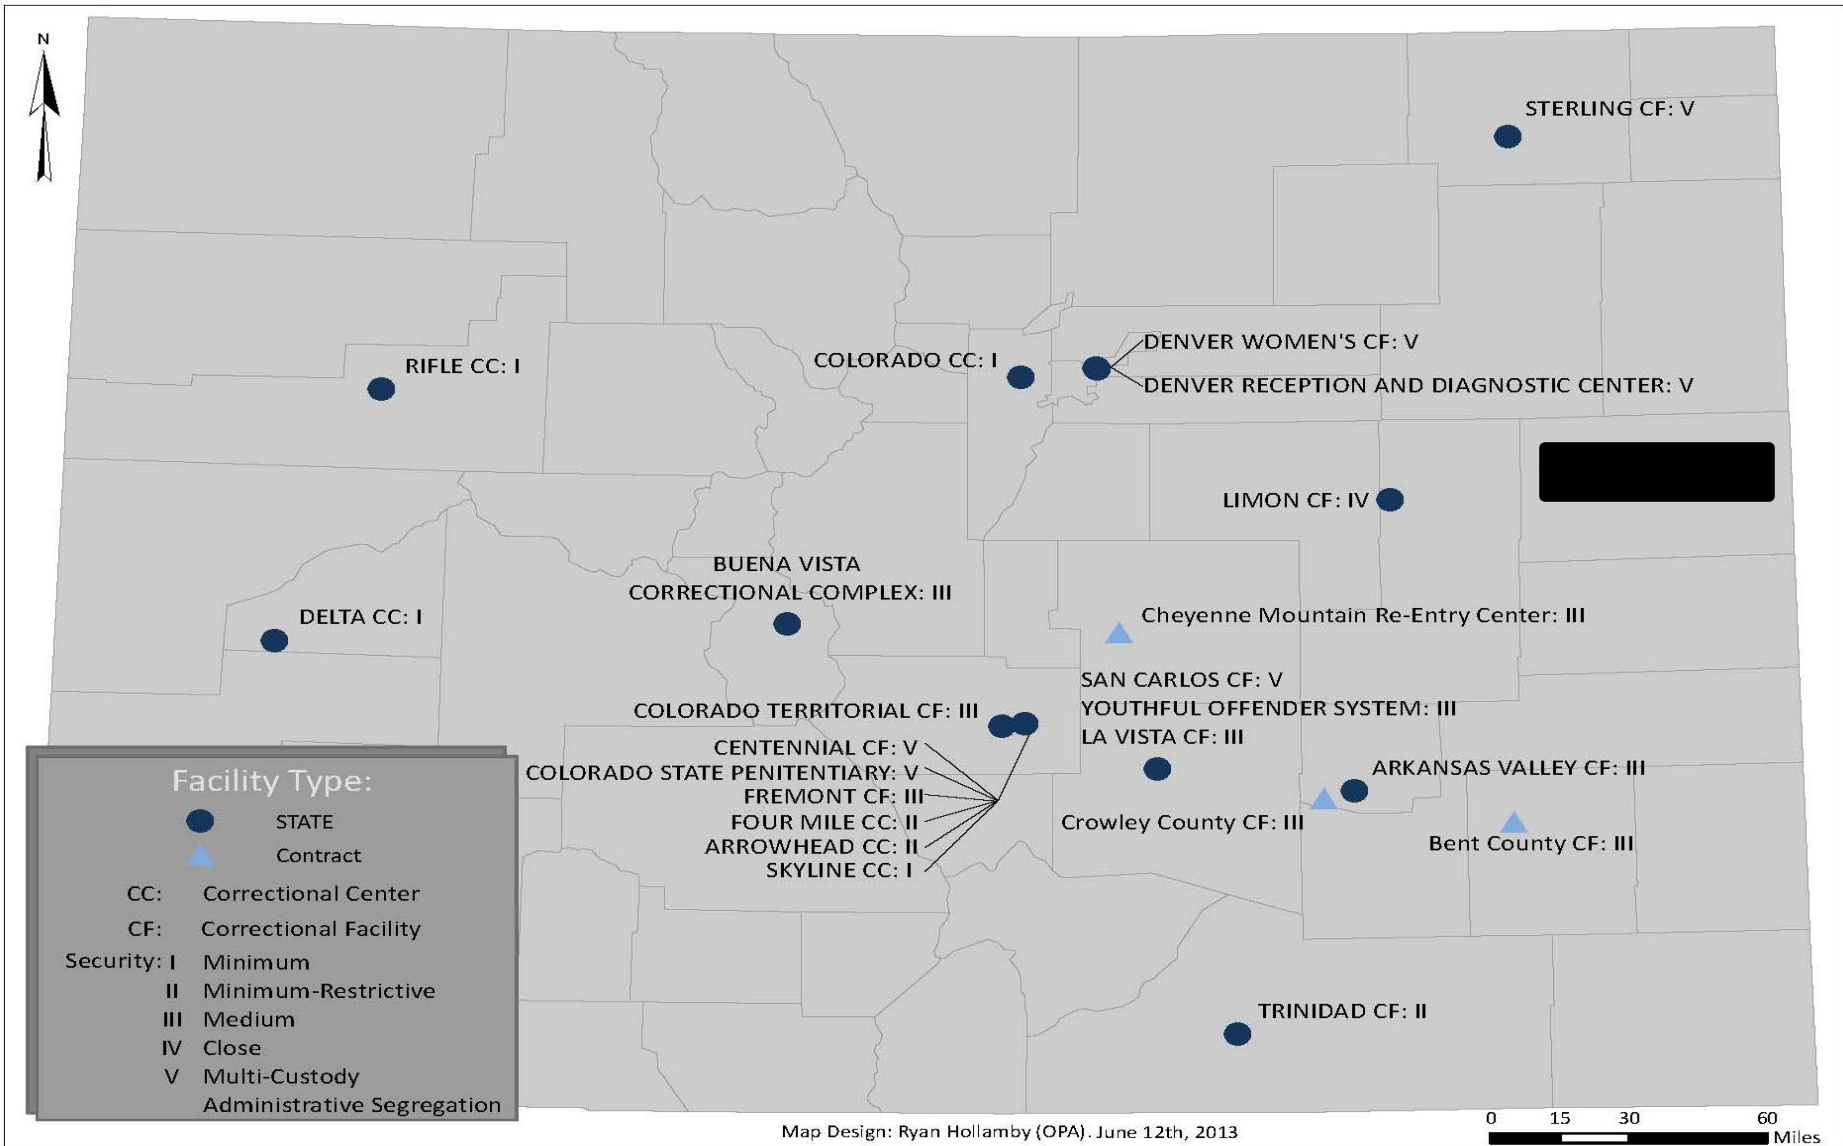 N
STERLING CF: V
DENVER WOMEN'S CF: V
COLORADO CC: I
RIFLE CC: I
DENVER RECEPTION AND DIAGNOSTIC CENTER: V
LIMON CF: IV
BUENA VISTA
CORRECTIONAL COMPLEX: III
DELTA CC: I
Cheyenne Mountain Re-Entry Center: III
SAN CARLOS CF: V
YOUTHFUL OFFENDER SYSTEM: III
LA VISTA CF: III
COLORADO TERRITORIAL CF: III
CENTENNIAL CF: V
COLORADO STATE PENITENTIARY: V
FREMONT CF: III
FOUR MILE CC: II
ARROWHEAD CC: II
SKYLINE CC: I
ARKANSAS VALLEY CF: III
Crowley County CF: III
Bent County CF: III
TRINIDAD CF: II
Facility Type:
STATE
Contract
CC: Correctional Center
CF: Correctional Facility
Security: I Minimum
II Minimum-Restrictive
III Medium
IV Close
V Multi-Custody
Administrative Segregation
0 15 30 60
Miles
Map Design: Ryan Hollamby (OPA). June 12th, 2013